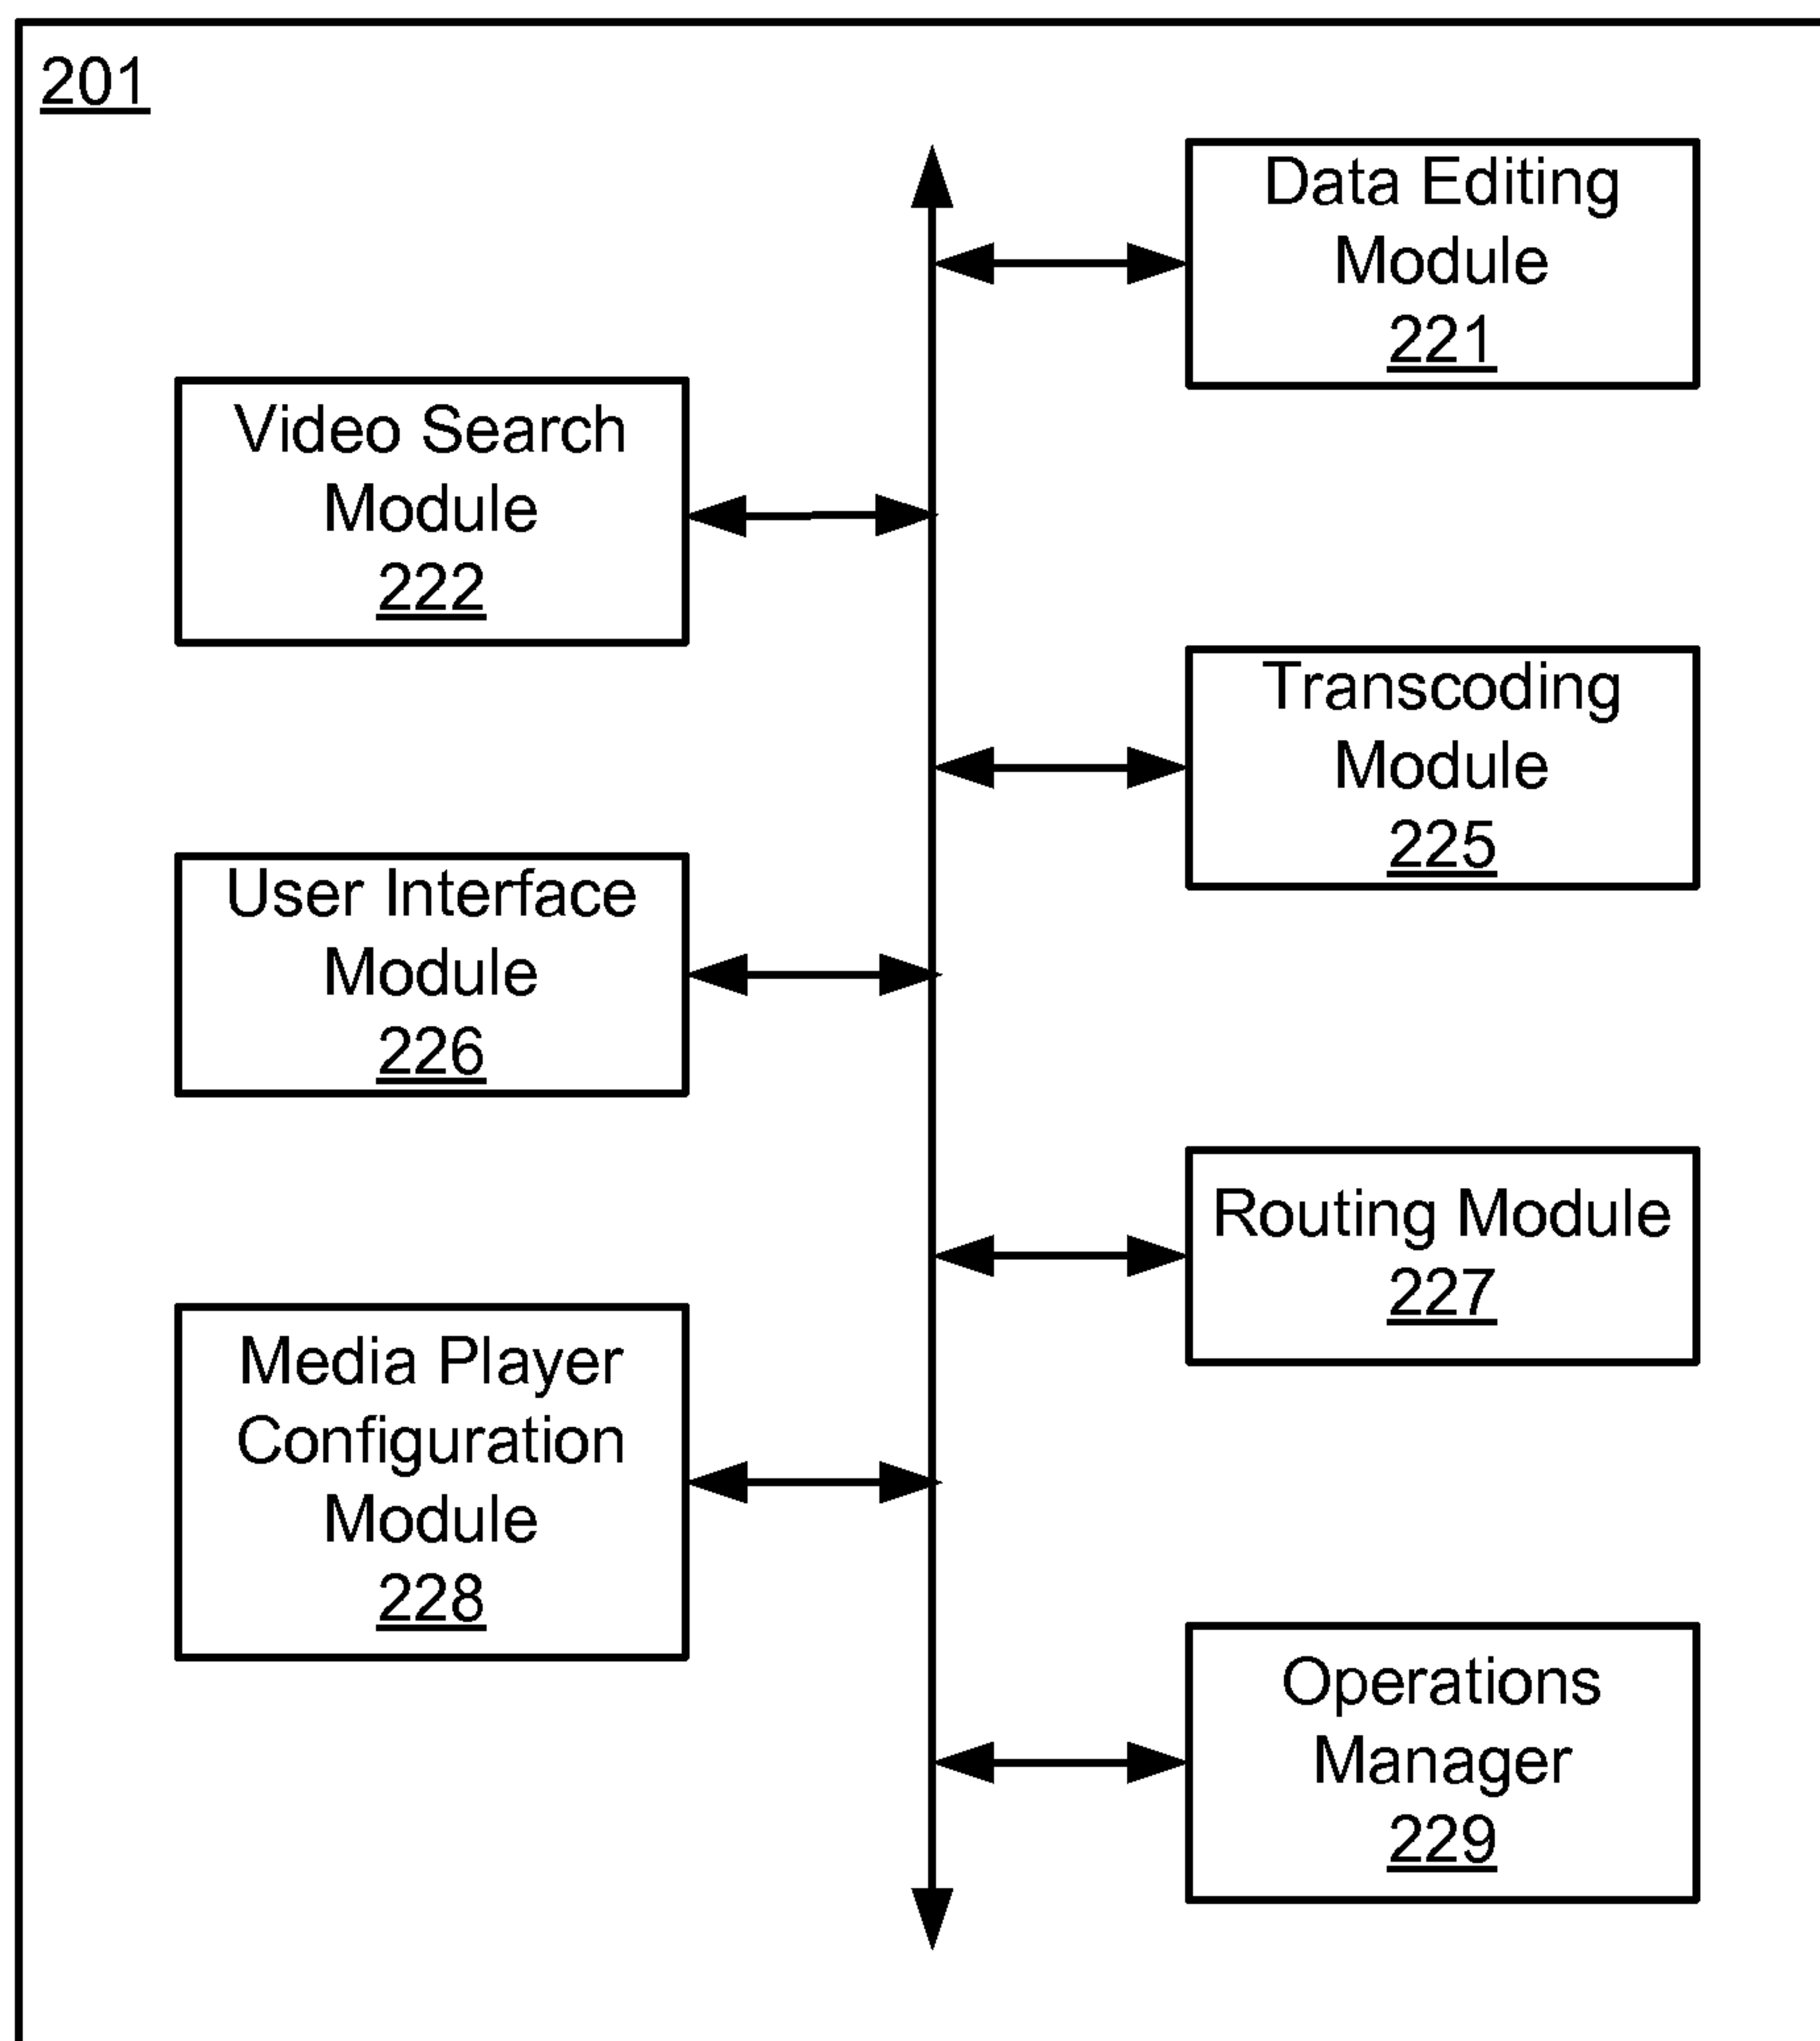 201
Data Editing
Module
221
Video Search
Module
222
Transcoding
Module
225
User Interface
Module
226
Routing Module
227
Media Player
Configuration
Module
228
Operations
Manager
229